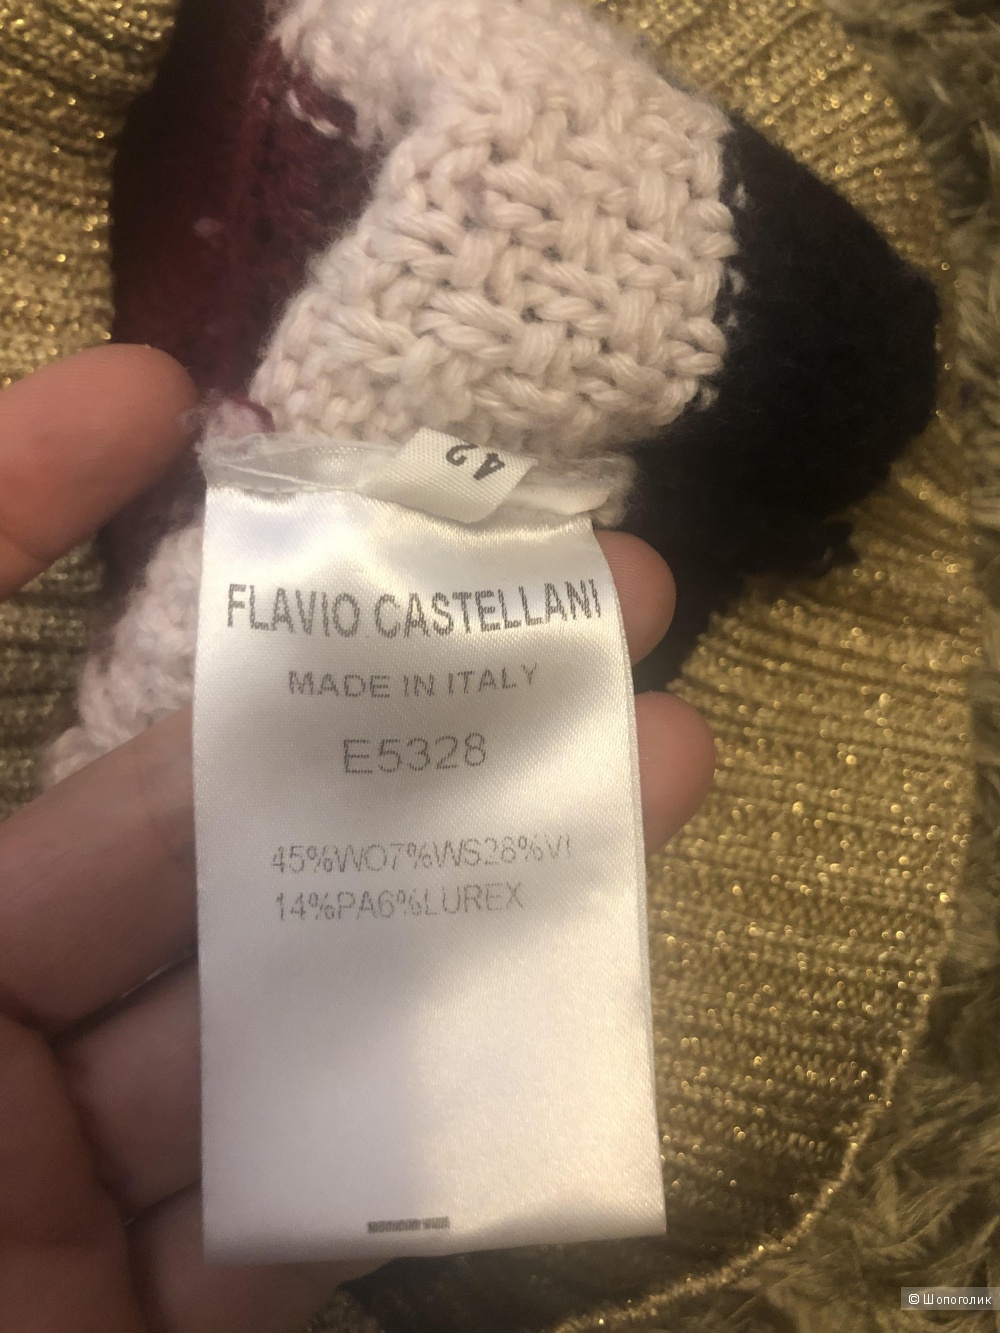 42
FLAVIO CASTELLANI
MADE IN ITALY
E5328
45%WO7%WS28%VI
14%PA6%LUREX
© Шопоголик